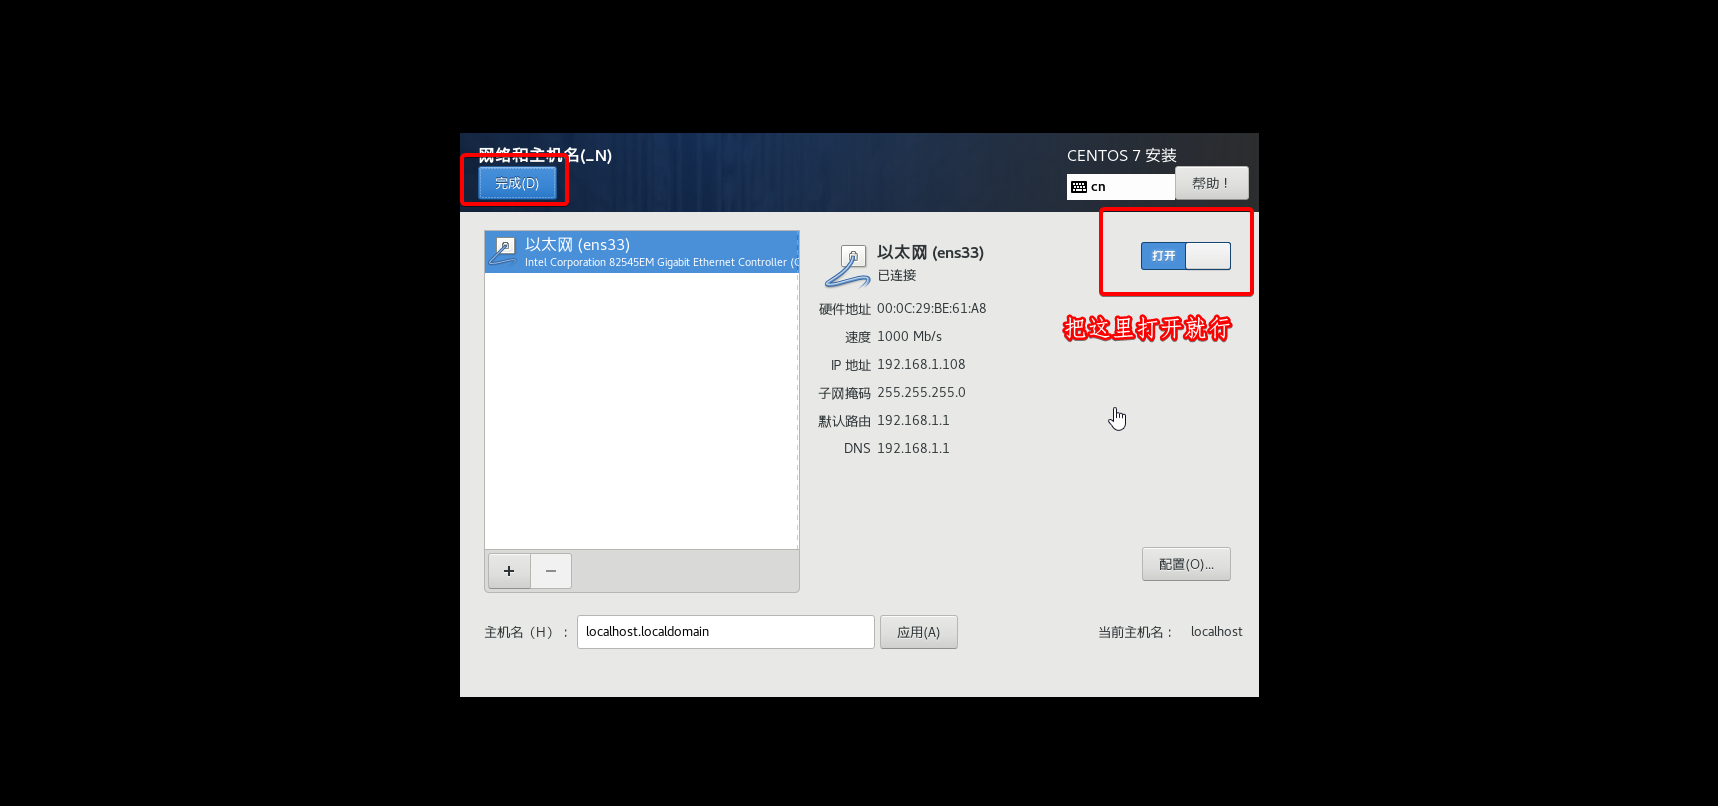 网络和主机名(_N)
完成(D)
CENTOS 7 安装
cn
帮助！
以太网 (ens33)
Intel Corporation 82545EM Gigabit Ethernet Controller (
以太网 (ens33)
已连接
打开
硬件地址 00:0C:29:BE:61:A8
速度 1000 Mb/s
IP 地址 192.168.1.108
子网掩码 255.255.255.0
默认路由 192.168.1.1
DNS 192.168.1.1
把这里打开就行
+ −
配置(O)...
主机名（H）： localhost.localdomain 应用(A) 当前主机名： localhost